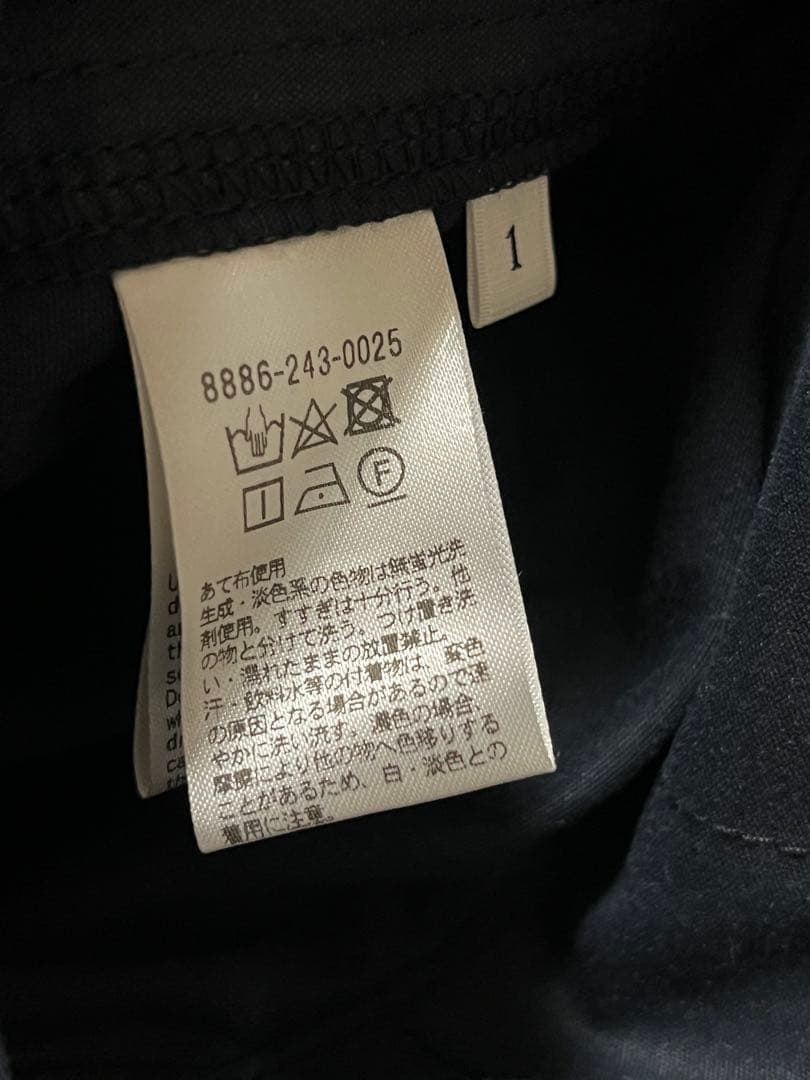 1
8886-243-0025
F
あて布使用
生成・淡色系の色物は無蛍光洗
剤使用。すすぎは十分行う。他
の物と分けて洗う。つけ置き洗
い・濡れたままの放置禁止。
汗・飲料水等の付着物は、変色
の原因となる場合があるので速
やかに洗い流す。濃色の場合、
摩擦により他の物へ色移りする
ことがあるため、白・淡色との
着用に注意。